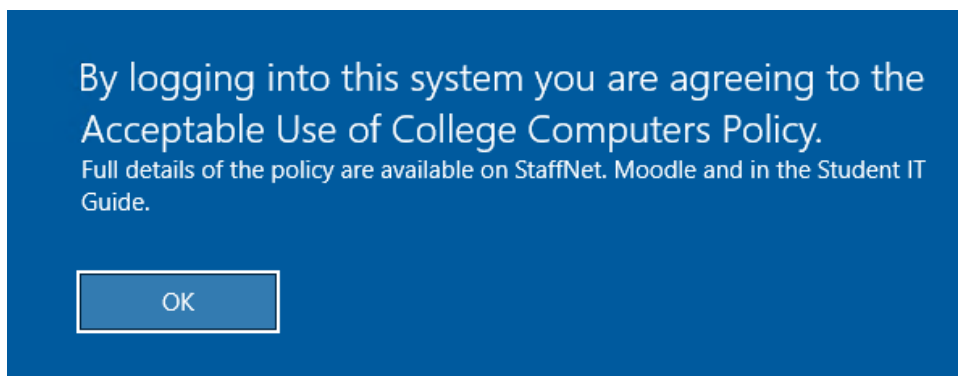 By logging into this system you are agreeing to the
Acceptable Use of College Computers Policy.
Full details of the policy are available on StaffNet. Moodle and in the Student IT
Guide.
OK